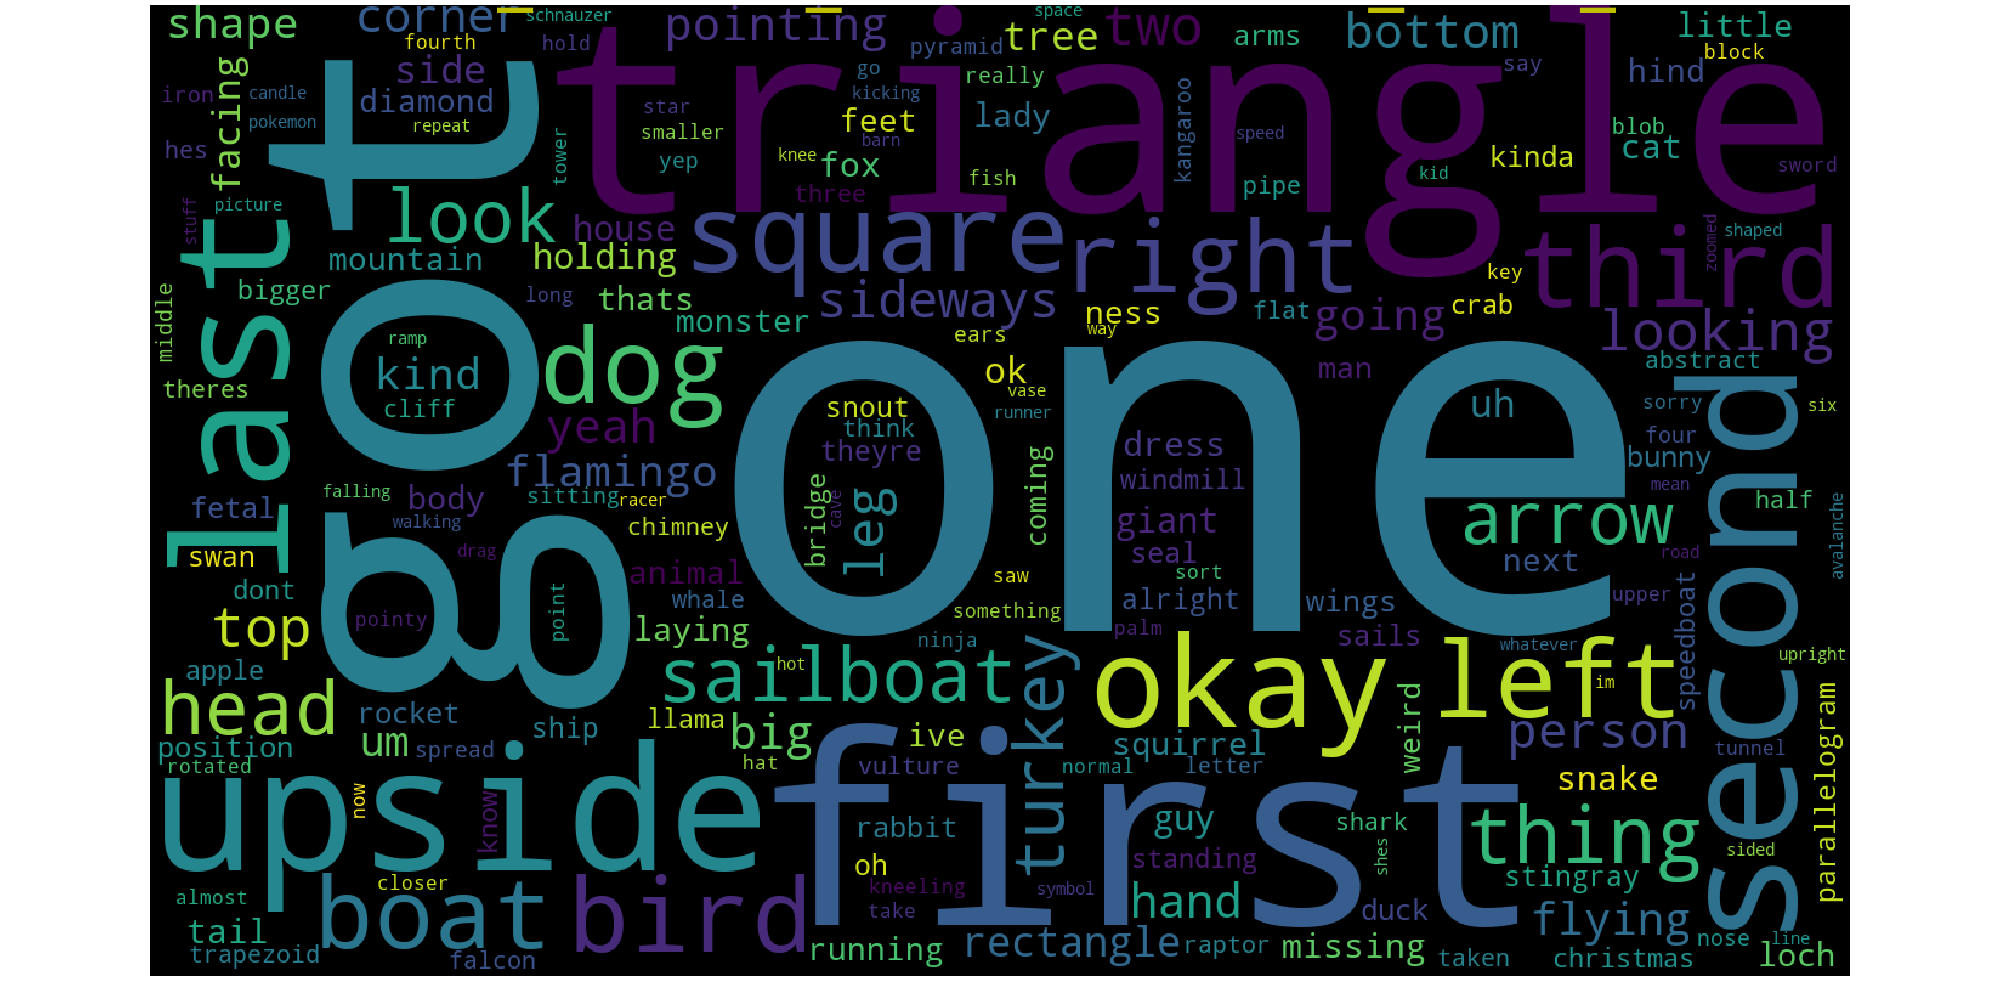 shape
corner
schnauzer
pointing
space
tree
two
arms
bottom
little
fourth
hold
pyramid
say
block
facing
side
go
really
hind
iron
candle
diamond
star
kicking
lady
kangaroo
triangle
pokemon
repeat
smaller
feet
barn
speed
blob
hes
tower
yep
knee
fox
kinda
cat
sword
fish
pipe
kid
three
picture
stuff
look
house
square
right
third
zoomed
shaped
last
got
mountain
holding
key
bigger
long
thats
sideways
ness
flat
going
crab
looking
middle
monster
way
ramp
ears
abstract
theres
kind
dog
ok
man
cliff
snout
vase
uh
sorry
six
yeah
think
runner
one
four
theyre
dress
bunny
flamingo
windmill
mean
falling
body
sitting
racer
bridge
cave
leg
coming
half
second
fetal
walking
chimney
giant
arrow
avalanche
swan
drag
animal
seal
next
road
dont
whale
saw
sort
pointy
point
something
alright
wings
upper
top
laying
ninja
palm
sails
speedboat
apple
sailboat
hot
turkey
whatever
upright
head
okay
left
im
rocket
ship
llama
weird
parallelogram
position
um
spread
big
ive
squirrel
person
tunnel
rotated
hat
vulture
normal
letter
upside
now
know
first
snake
rabbit
guy
shark
thing
oh
standing
shes
sided
closer
kneeling
symbol
stingray
almost
boat
bird
take
hand
duck
tail
flying
trapezoid
falcon
running
rectangle
raptor
missing
taken
christmas
nose
line
loch